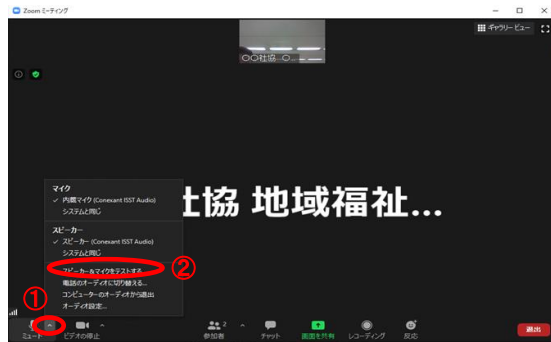 Zoom ミーティング
ギャラリー ビュー
〇〇社協 〇...
社協 地域福祉...
マイク
✓ 内蔵マイク (Conexant ISST Audio)
システムと同じ
スピーカー
✓ スピーカー (Conexant ISST Audio)
システムと同じ
スピーカー&マイクをテストする
②
電話のオーディオに切り替える...
コンピューターのオーディオから退出
オーディオ設定...
①
ミュート
ビデオの停止
参加者
2
チャット
画面を共有
レコーディング
反応
退出